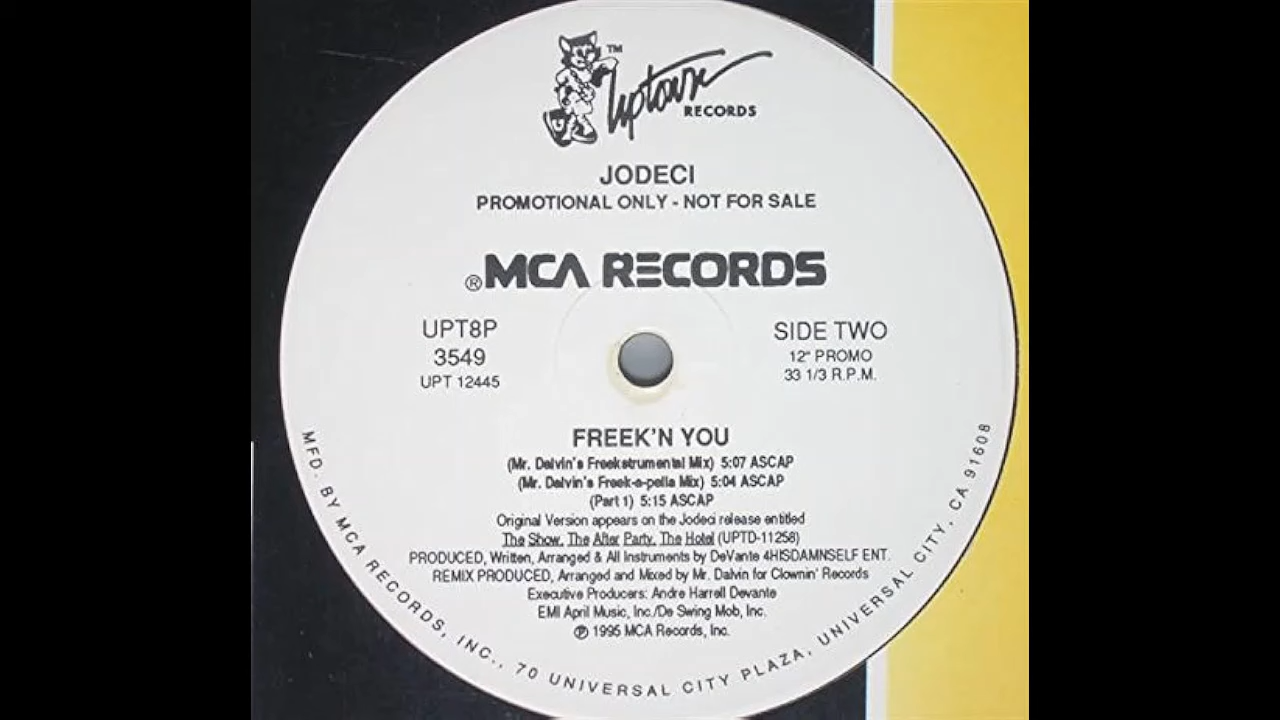 TM
Uptown
RECORDS
JODECI
PROMOTIONAL ONLY - NOT FOR SALE
®MCA RECORDS
UPT8P
3549
UPT 12445
SIDE TWO
12" PROMO
33 1/3 R.P.M.
FREEK'N YOU
(Mr. Dalvin's Freekstrumental Mix) 5:07 ASCAP
(Mr. Dalvin's Freek-a-pella Mix) 5:04 ASCAP
(Part 1) 5:15 ASCAP
Original Version appears on the Jodeci release entitled
The Show, The After Party, The Hotel (UPTD-11258)
PRODUCED, Written, Arranged & All Instruments by DeVante 4HISDAMNSELF ENT.
REMIX PRODUCED, Arranged and Mixed by Mr. Dalvin for Clownin' Records
Executive Producers: Andre Harrell Devante
EMI April Music, Inc./De Swing Mob, Inc.
℗ 1995 MCA Records, Inc.
MFD. BY MCA RECORDS, INC., 70 UNIVERSAL CITY PLAZA, UNIVERSAL CITY, CA 91608